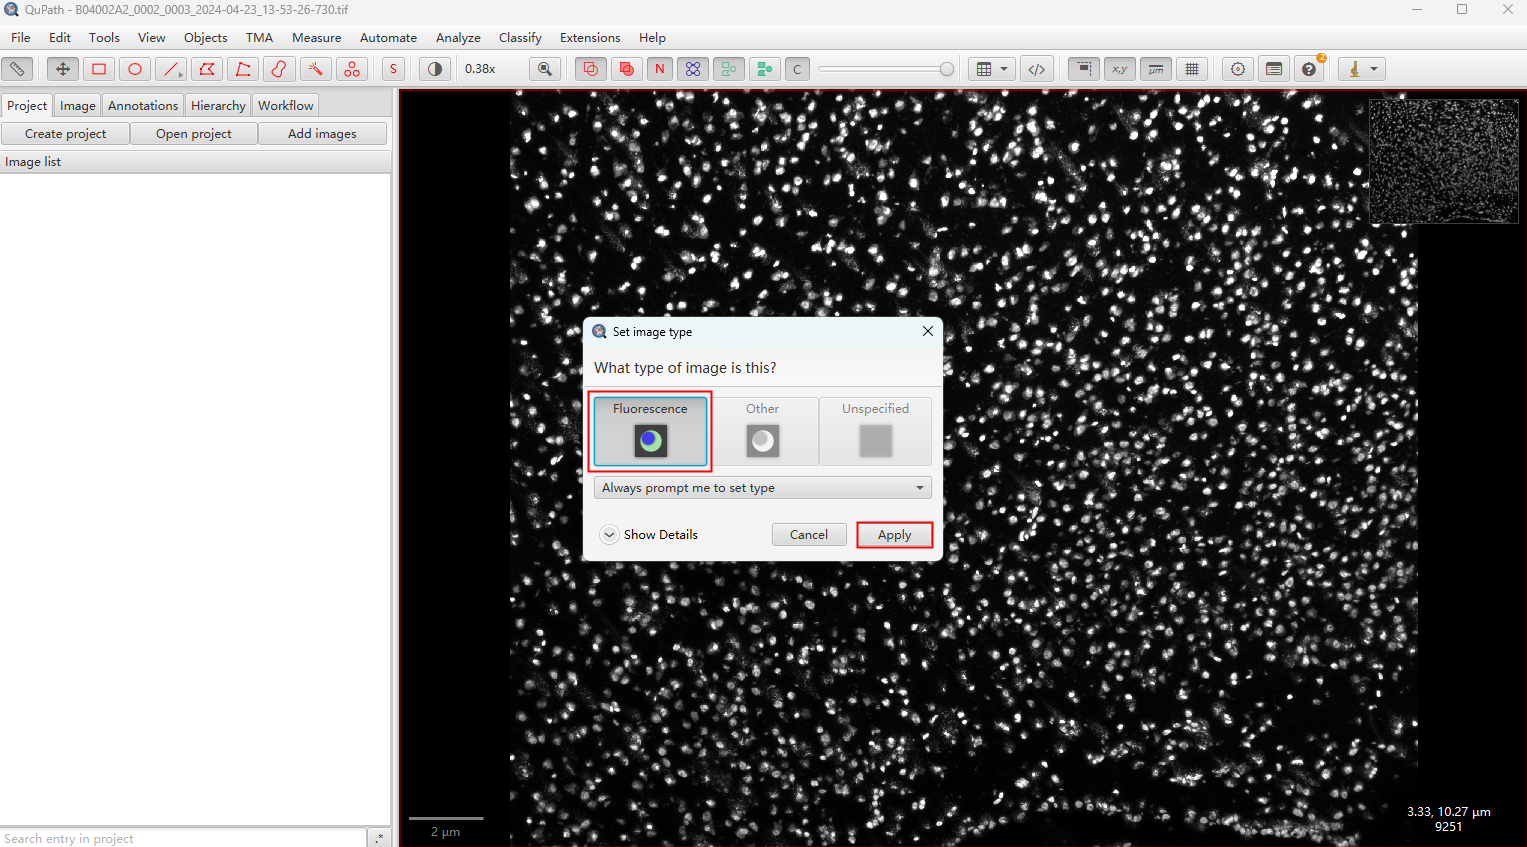 QuPath - B04002A2_0002_0003_2024-04-23_13-53-26-730.tif
File Edit Tools View Objects TMA Measure Automate Analyze Classify Extensions Help
S 0.38x N C </> x,y μm ? 2
Project Image Annotations Hierarchy Workflow
Create project Open project Add images
Image list
Set image type
What type of image is this?
Fluorescence Other Unspecified
Always prompt me to set type
Show Details Cancel Apply
3.33, 10.27 μm
9251
2 μm
Search entry in project .*